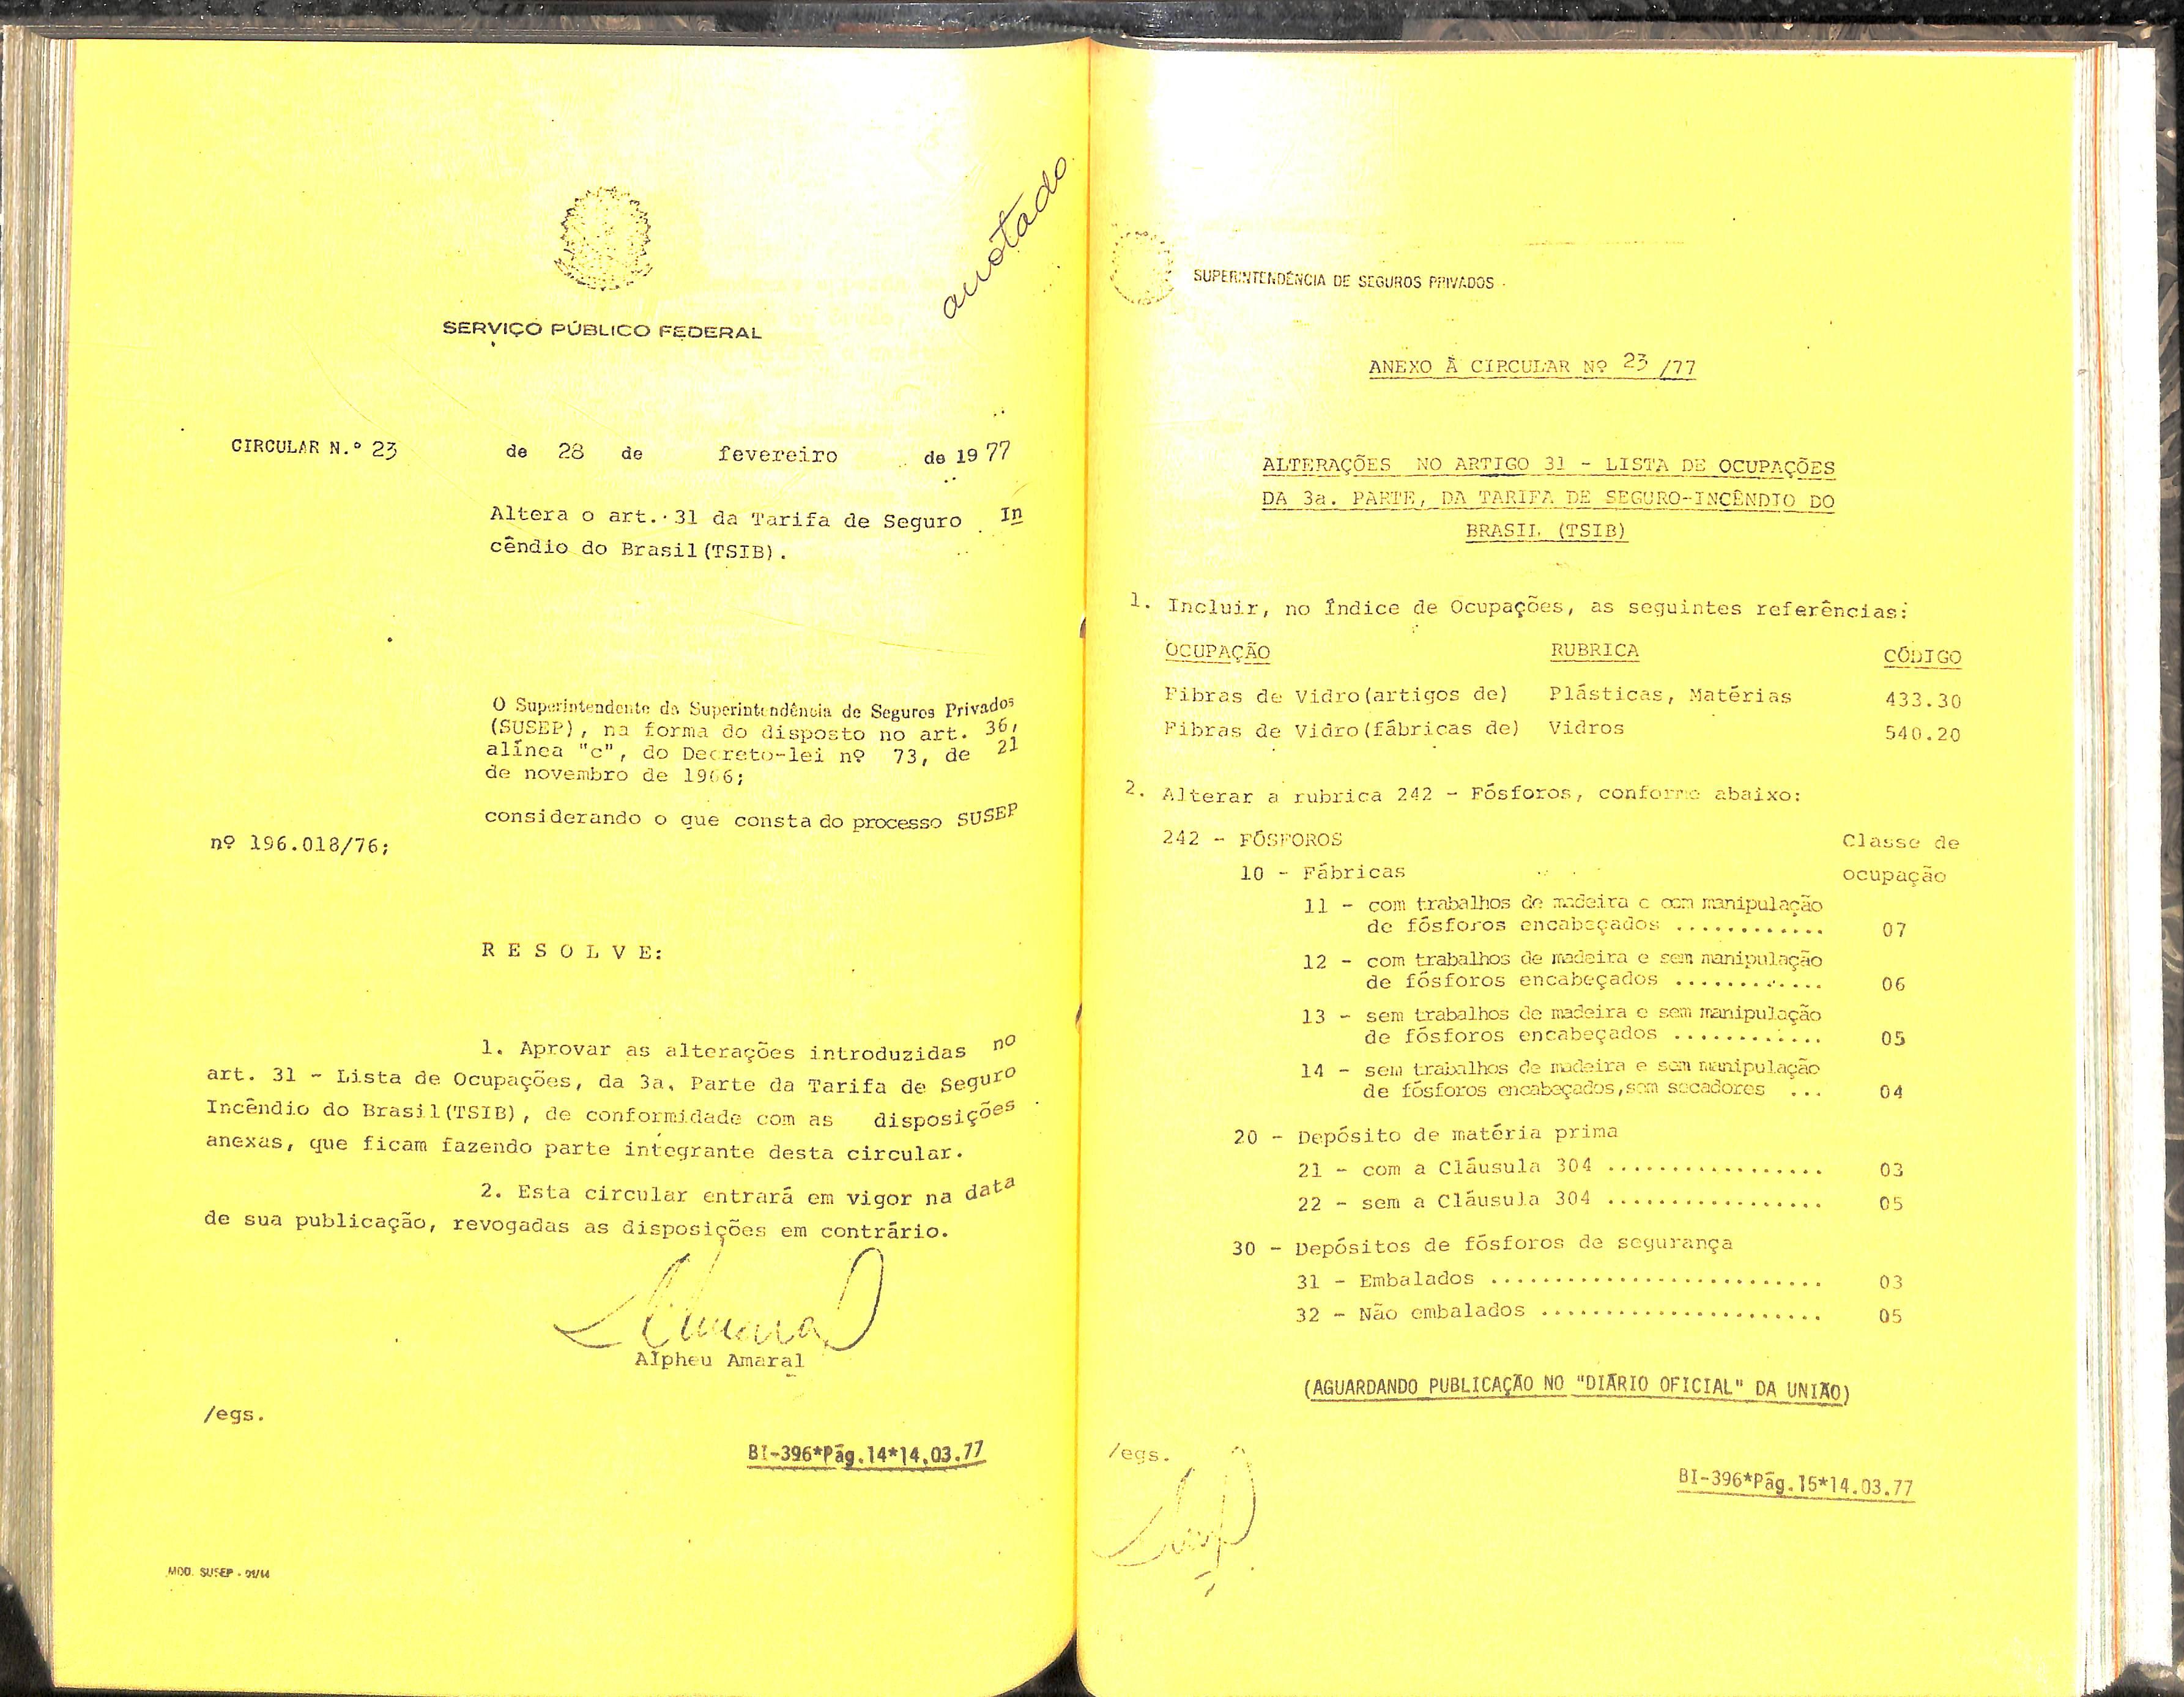 anotado
SERVIÇO PÚBLICO FEDERAL
CIRCULAR N.º 23 de 28 de fevereiro de 19 77
Altera o art. 31 da Tarifa de Seguro In
cêndio do Brasil(TSIB).
O Superintendente da Superintendência de Seguros Privados
(SUSEP), na forma do disposto no art. 36,
alínea "c", do Decreto-lei nº 73, de 21
de novembro de 1966;
considerando o que consta do processo SUSEP
nº 196.018/76;
R E S O L V E:
1. Aprovar as alterações introduzidas no
art. 31 - Lista de Ocupações, da 3a. Parte da Tarifa de Seguro
Incêndio do Brasil(TSIB), de conformidade com as disposições
anexas, que ficam fazendo parte integrante desta circular.
2. Esta circular entrará em vigor na data
de sua publicação, revogadas as disposições em contrário.
Alpheu Amaral
/egs.
BI-396*Pág.14*14.03.77
MOD. SUSEP -
SUPERINTENDÊNCIA DE SEGUROS PRIVADOS
ANEXO À CIRCULAR Nº 23 /77
ALTERAÇÕES NO ARTIGO 31 - LISTA DE OCUPAÇÕES
DA 3a. PARTE, DA TARIFA DE SEGURO-INCÊNDIO DO
BRASIL (TSIB)
1. Incluir, no Índice de Ocupações, as seguintes referências:
OCUPAÇÃO RUBRICA CÓDIGO
Fibras de Vidro(artigos de) Plásticas, Matérias 433.30
Fibras de Vidro(fábricas de) Vidros 540.20
2. Alterar a rubrica 242 - Fósforos, conforme abaixo:
242 - FÓSFOROS Classe de
10 - Fábricas ocupação
11 - com trabalhos de madeira e com manipulação
de fósforos encabeçados ............ 07
12 - com trabalhos de madeira e sem manipulação
de fósforos encabeçados ............ 06
13 - sem trabalhos de madeira e sem manipulação
de fósforos encabeçados ............ 05
14 - sem trabalhos de madeira e sem manipulação
de fósforos encabeçados,sem secadores ... 04
20 - Depósito de matéria prima
21 - com a Cláusula 304 ................. 03
22 - sem a Cláusula 304 ................. 05
30 - Depósitos de fósforos de segurança
31 - Embalados .......................... 03
32 - Não embalados ...................... 05
(AGUARDANDO PUBLICAÇÃO NO "DIÁRIO OFICIAL" DA UNIÃO)
/egs.
BI-396*Pág.15*14.03.77